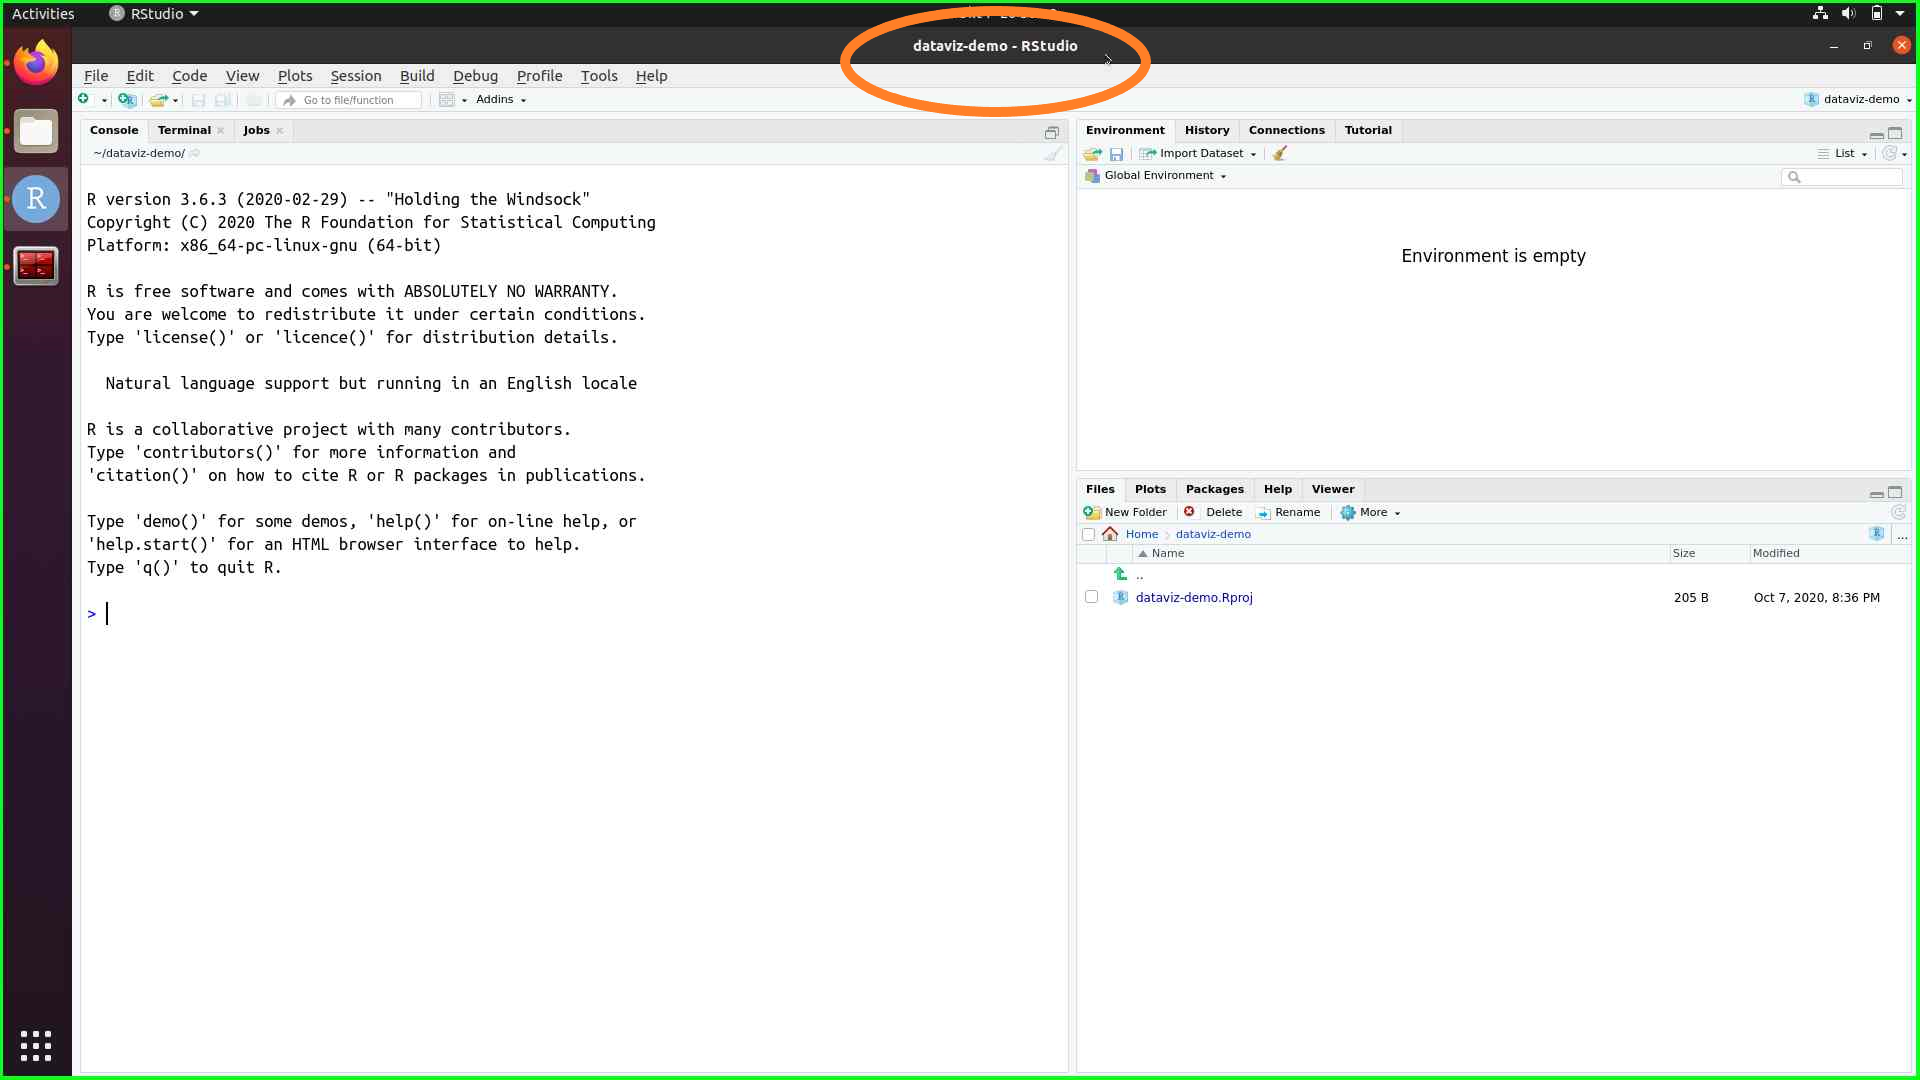 Activities RStudio
dataviz-demo - RStudio
File Edit Code View Plots Session Build Debug Profile Tools Help
Go to file/function Addins dataviz-demo
Console Terminal Jobs
~/dataviz-demo/
R version 3.6.3 (2020-02-29) -- "Holding the Windsock"
Copyright (C) 2020 The R Foundation for Statistical Computing
Platform: x86_64-pc-linux-gnu (64-bit)
R is free software and comes with ABSOLUTELY NO WARRANTY.
You are welcome to redistribute it under certain conditions.
Type 'license()' or 'licence()' for distribution details.
Natural language support but running in an English locale
R is a collaborative project with many contributors.
Type 'contributors()' for more information and
'citation()' on how to cite R or R packages in publications.
Type 'demo()' for some demos, 'help()' for on-line help, or
'help.start()' for an HTML browser interface to help.
Type 'q()' to quit R.
>
Environment History Connections Tutorial
Import Dataset List
Global Environment
Environment is empty
Files Plots Packages Help Viewer
New Folder Delete Rename More
Home dataviz-demo ...
Name Size Modified
..
dataviz-demo.Rproj 205 B Oct 7, 2020, 8:36 PM